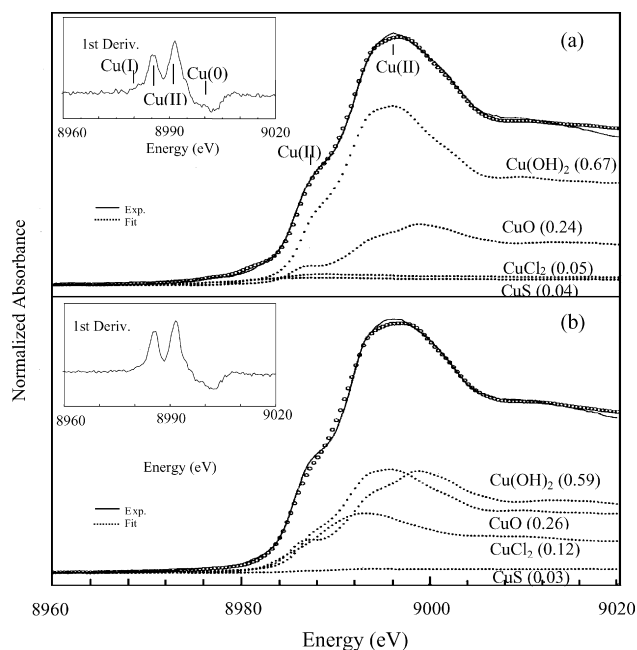 1st Deriv.
Cu(I)
Cu(II)
Cu(0)
8960 8990 9020
Energy (eV)
(a)
Cu(II)
Cu(II)
Exp.
Fit
Cu(OH)2 (0.67)
CuO (0.24)
CuCl2 (0.05)
CuS (0.04)
Normalized Absorbance
1st Deriv.
8960 8990 9020
Energy (eV)
(b)
Exp.
Fit
Cu(OH)2 (0.59)
CuO (0.26)
CuCl2 (0.12)
CuS (0.03)
8960 8980 9000 9020
Energy (eV)